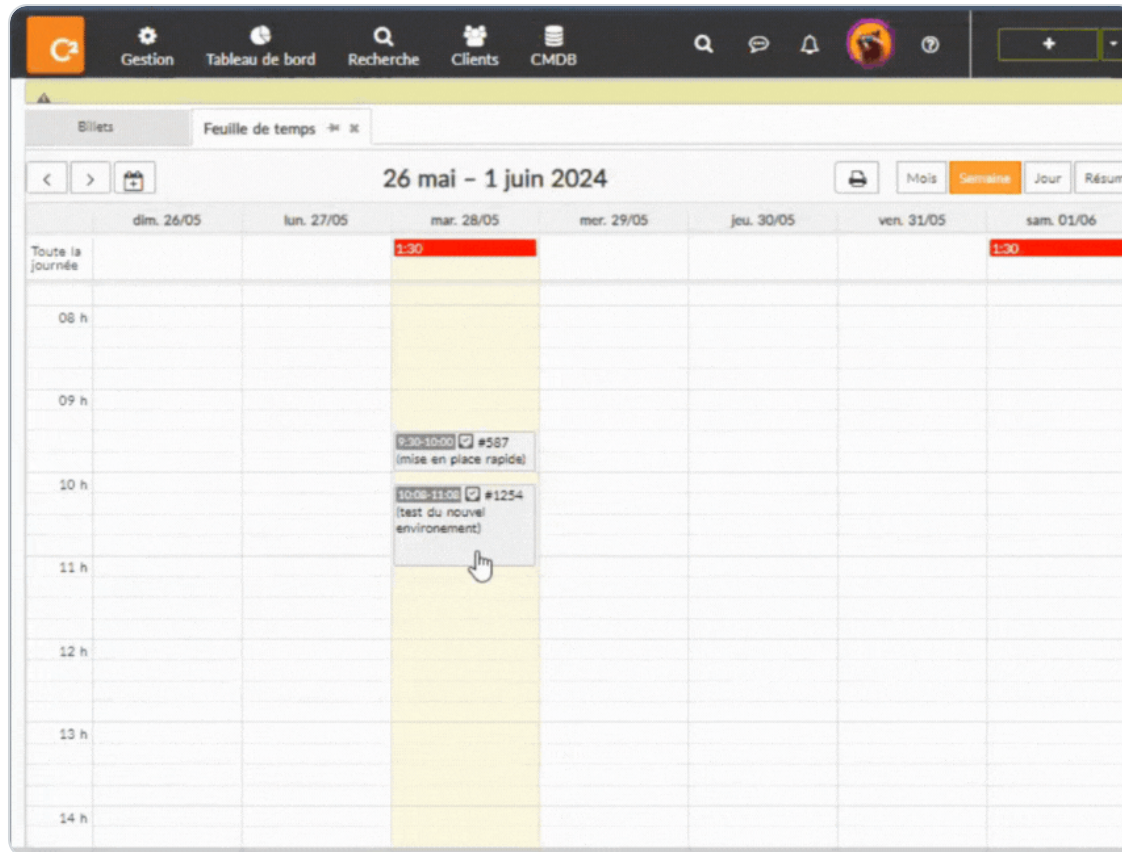 C2
Gestion
Tableau de bord
Recherche
Clients
CMDB
Billets
Feuille de temps
26 mai – 1 juin 2024
Mois
Semaine
Jour
Résum
dim. 26/05
lun. 27/05
mar. 28/05
mer. 29/05
jeu. 30/05
ven. 31/05
sam. 01/06
Toute la
journée
1:30
1:30
08 h
09 h
9:30-10:00 #587
(mise en place rapide)
10 h
10:08-11:08 #1254
(test du nouvel
environement)
11 h
12 h
13 h
14 h